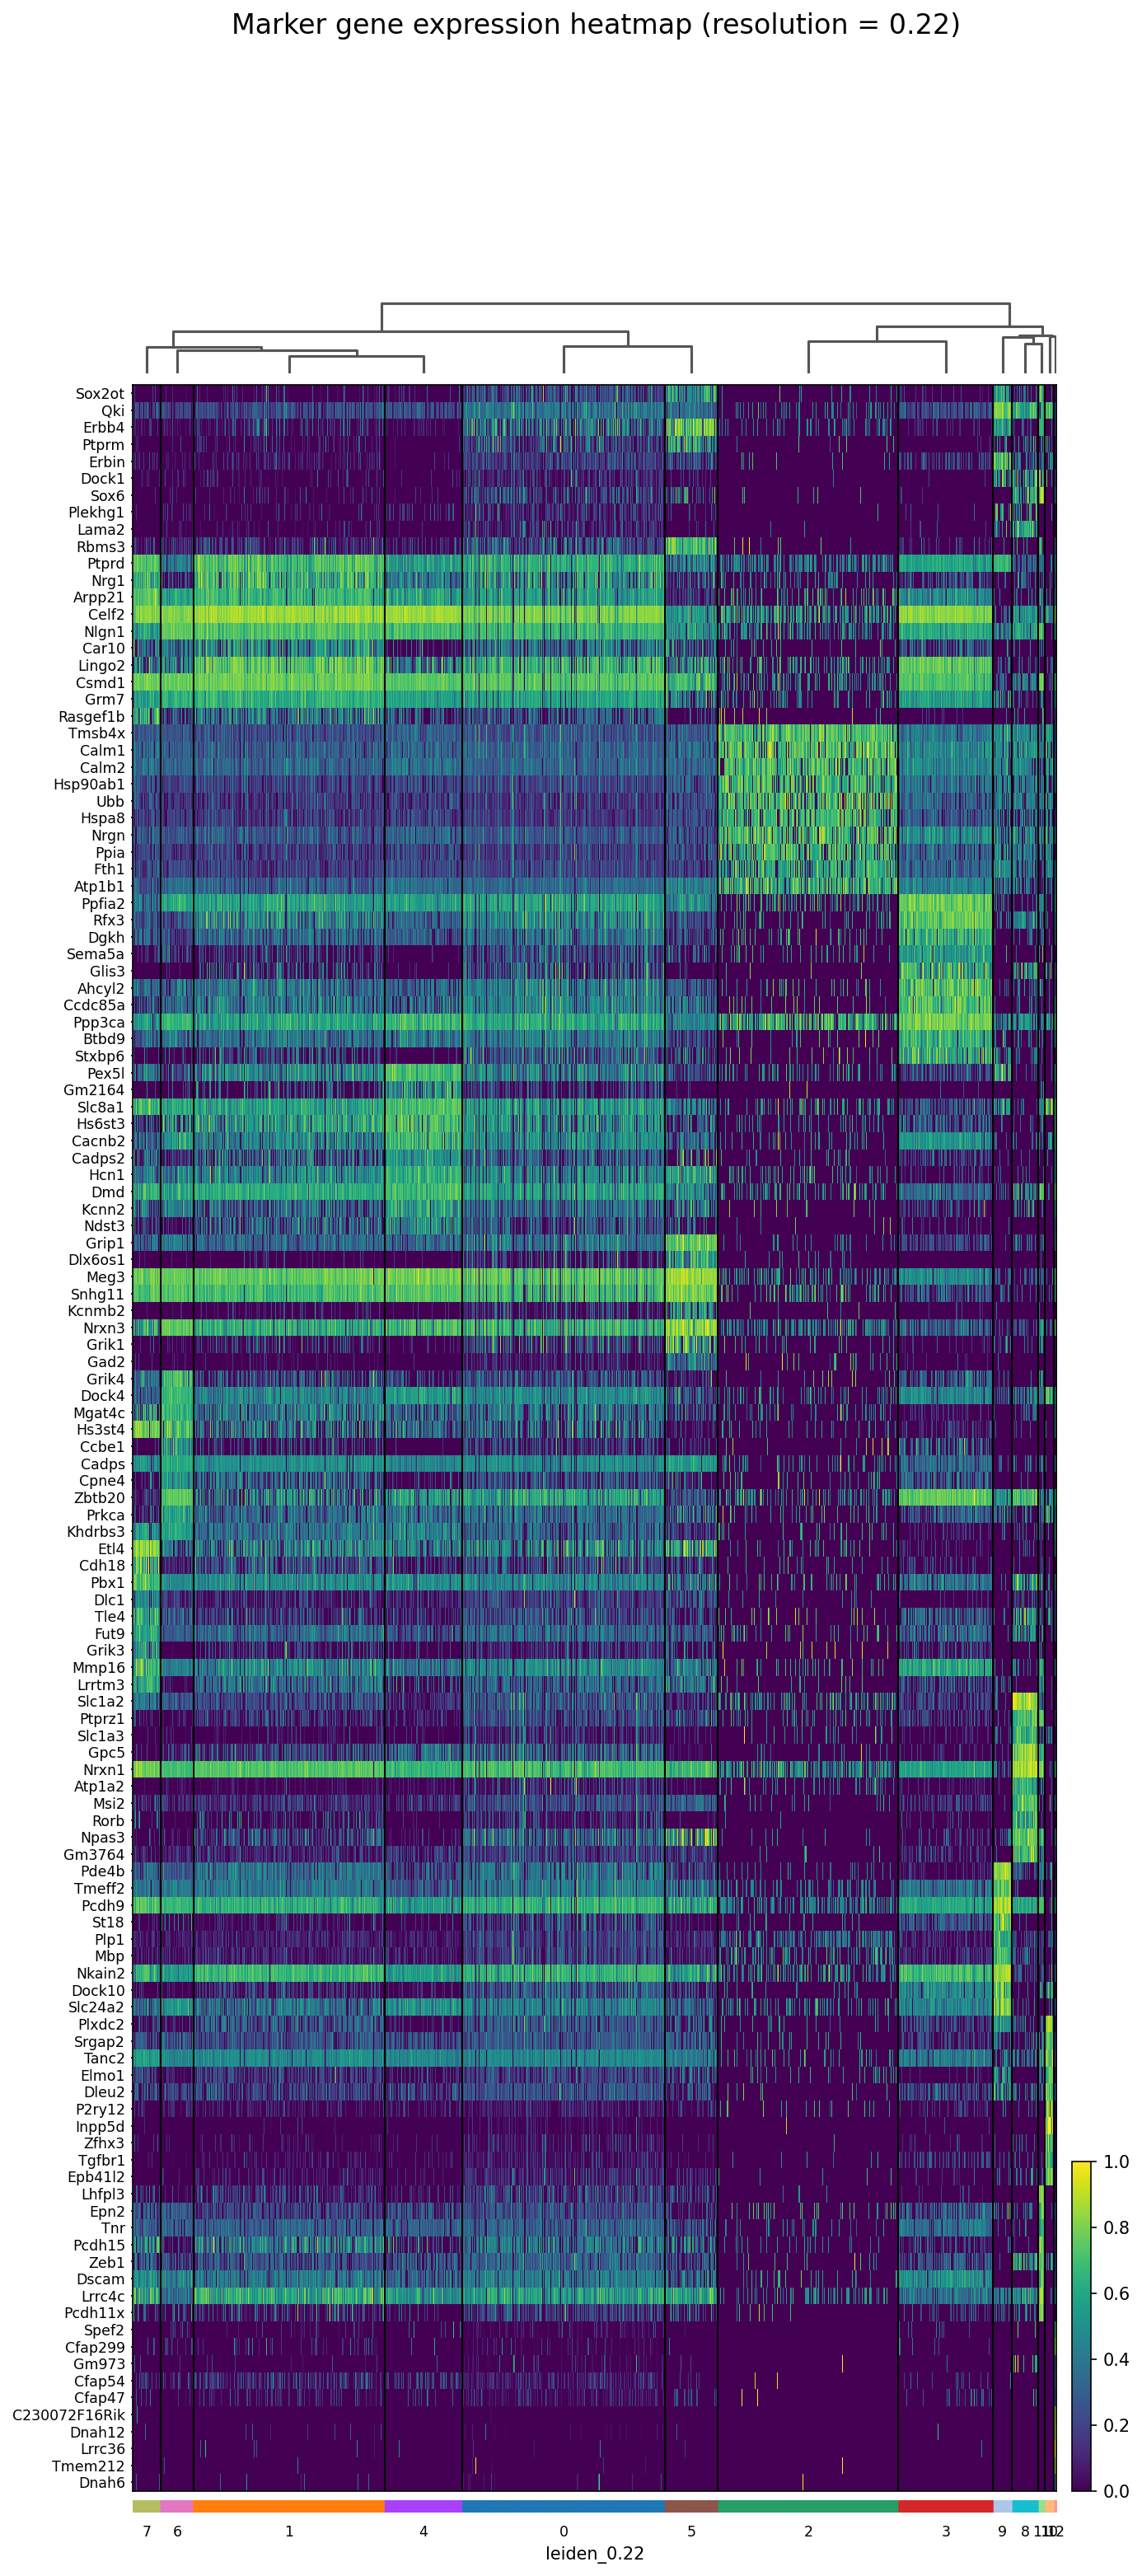 Marker gene expression heatmap (resolution = 0.22)
Sox2ot
Qki
Erbb4
Ptprm
Erbin
Dock1
Sox6
Plekhg1
Lama2
Rbms3
Ptprd
Nrg1
Arpp21
Celf2
Nlgn1
Car10
Lingo2
Csmd1
Grm7
Rasgef1b
Tmsb4x
Calm1
Calm2
Hsp90ab1
Ubb
Hspa8
Nrgn
Ppia
Fth1
Atp1b1
Ppfia2
Rfx3
Dgkh
Sema5a
Glis3
Ahcyl2
Ccdc85a
Ppp3ca
Btbd9
Stxbp6
Pex5l
Gm2164
Slc8a1
Hs6st3
Cacnb2
Cadps2
Hcn1
Dmd
Kcnn2
Ndst3
Grip1
Dlx6os1
Meg3
Snhg11
Kcnmb2
Nrxn3
Grik1
Gad2
Grik4
Dock4
Mgat4c
Hs3st4
Ccbe1
Cadps
Cpne4
Zbtb20
Prkca
Khdrbs3
Etl4
Cdh18
Pbx1
Dlc1
Tle4
Fut9
Grik3
Mmp16
Lrrtm3
Slc1a2
Ptprz1
Slc1a3
Gpc5
Nrxn1
Atp1a2
Msi2
Rorb
Npas3
Gm3764
Pde4b
Tmeff2
Pcdh9
St18
Plp1
Mbp
Nkain2
Dock10
Slc24a2
Plxdc2
Srgap2
Tanc2
Elmo1
Dleu2
P2ry12
Inpp5d
Zfhx3
Tgfbr1
Epb41l2
Lhfpl3
Epn2
Tnr
Pcdh15
Zeb1
Dscam
Lrrc4c
Pcdh11x
Spef2
Cfap299
Gm973
Cfap54
Cfap47
C230072F16Rik
Dnah12
Lrrc36
Tmem212
Dnah6
1.0
0.8
0.6
0.4
0.2
0.0
7 6 1 4 0 5 2 3 9 8 11 10 12
leiden_0.22